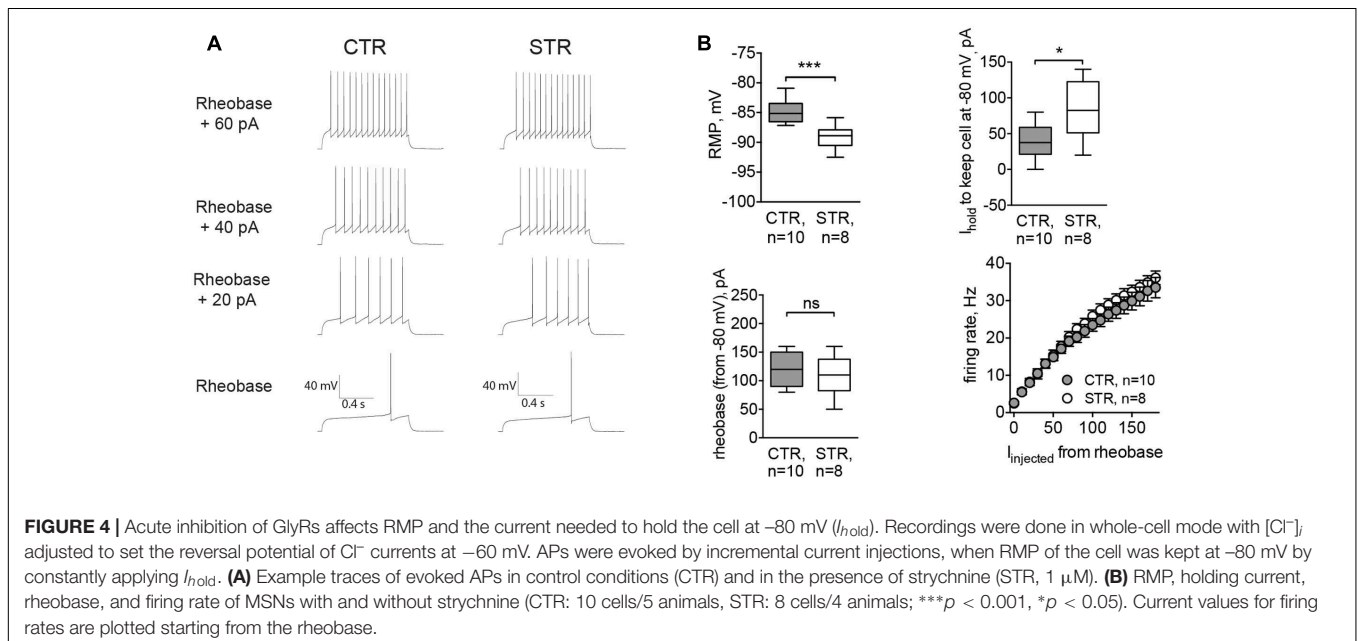 A
CTR
STR
Rheobase
+ 60 pA
Rheobase
+ 40 pA
Rheobase
+ 20 pA
Rheobase
40 mV
0.4 s
40 mV
0.4 s
B
-75
-80
-85
-90
-95
-100
RMP, mV
***
CTR,
n=10
STR,
n=8
150
100
50
0
-50
I_hold to keep cell at -80 mV, pA
*
CTR,
n=10
STR,
n=8
250
200
150
100
50
0
rheobase (from -80 mV), pA
ns
CTR,
n=10
STR,
n=8
40
30
20
10
0
firing rate, Hz
CTR, n=10
STR, n=8
0 50 100 150
I_injected from rheobase
FIGURE 4 | Acute inhibition of GlyRs affects RMP and the current needed to hold the cell at –80 mV (I_hold). Recordings were done in whole-cell mode with [Cl⁻]_i
adjusted to set the reversal potential of Cl⁻ currents at −60 mV. APs were evoked by incremental current injections, when RMP of the cell was kept at –80 mV by
constantly applying I_hold. (A) Example traces of evoked APs in control conditions (CTR) and in the presence of strychnine (STR, 1 μM). (B) RMP, holding current,
rheobase, and firing rate of MSNs with and without strychnine (CTR: 10 cells/5 animals, STR: 8 cells/4 animals; ***p < 0.001, *p < 0.05). Current values for firing
rates are plotted starting from the rheobase.